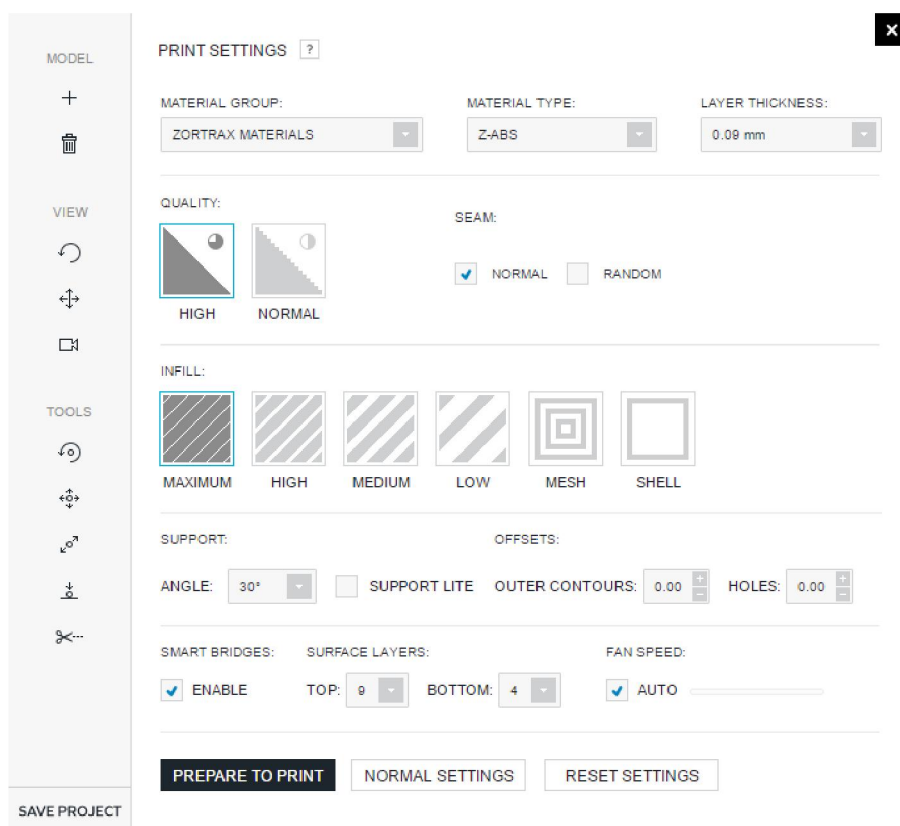 MODEL
VIEW
TOOLS
SAVE PROJECT
PRINT SETTINGS ?
MATERIAL GROUP: MATERIAL TYPE: LAYER THICKNESS:
ZORTRAX MATERIALS Z-ABS 0.09 mm
QUALITY: SEAM:
NORMAL RANDOM
HIGH NORMAL
INFILL:
MAXIMUM HIGH MEDIUM LOW MESH SHELL
SUPPORT: OFFSETS:
ANGLE: 30° SUPPORT LITE OUTER CONTOURS: 0.00 HOLES: 0.00
SMART BRIDGES: SURFACE LAYERS: FAN SPEED:
ENABLE TOP: 9 BOTTOM: 4 AUTO
PREPARE TO PRINT NORMAL SETTINGS RESET SETTINGS